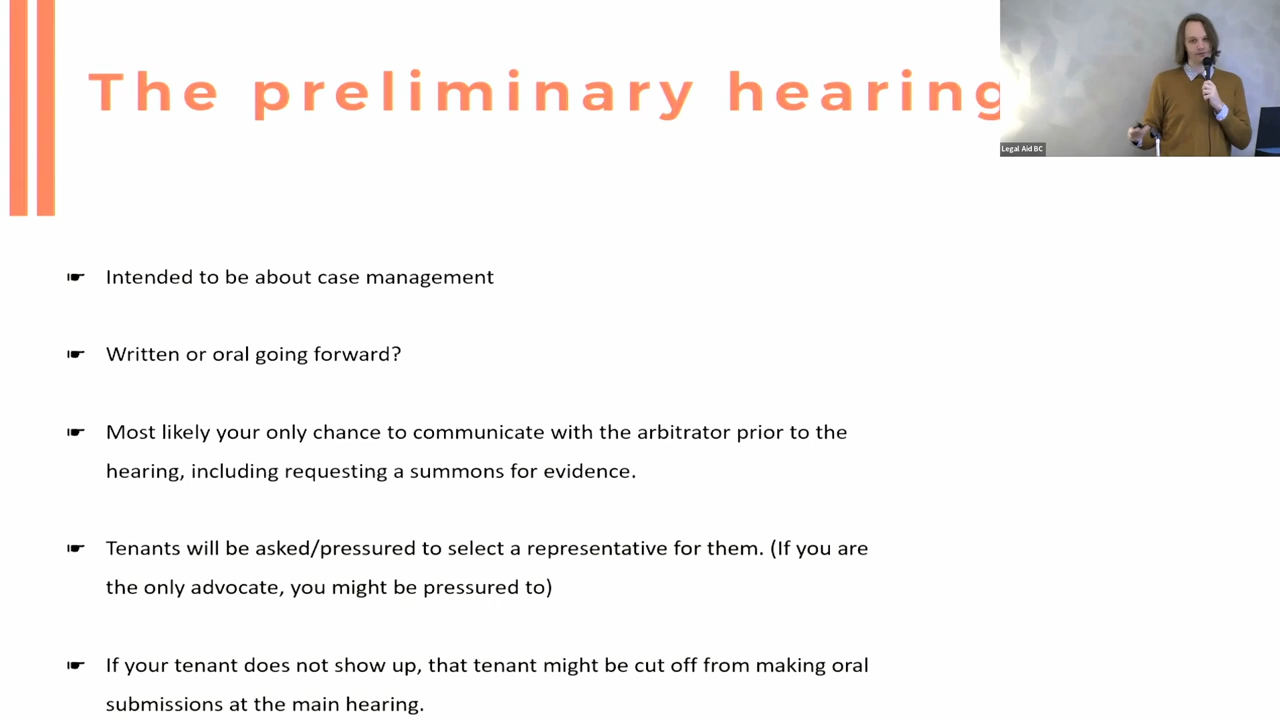 The preliminary hearing
Legal Aid BC
Intended to be about case management
Written or oral going forward?
Most likely your only chance to communicate with the arbitrator prior to the
hearing, including requesting a summons for evidence.
Tenants will be asked/pressured to select a representative for them. (If you are
the only advocate, you might be pressured to)
If your tenant does not show up, that tenant might be cut off from making oral
submissions at the main hearing.